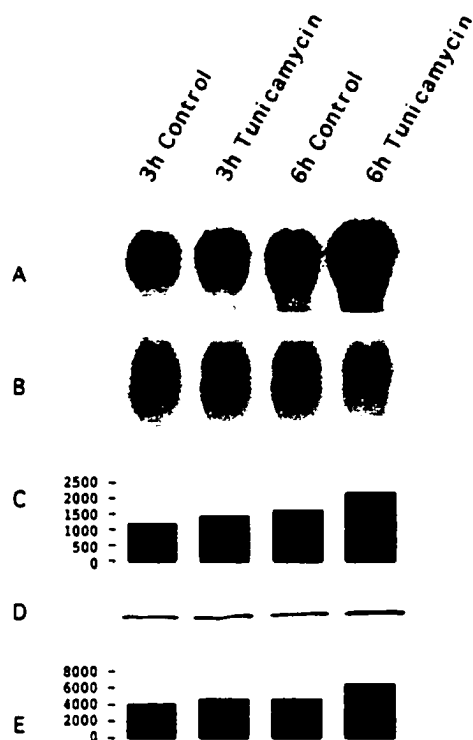 3h Control
3h Tunicamycin
6h Control
6h Tunicamycin
A
B
C
2500
2000
1500
1000
500
0
D
8000
6000
4000
2000
0
E